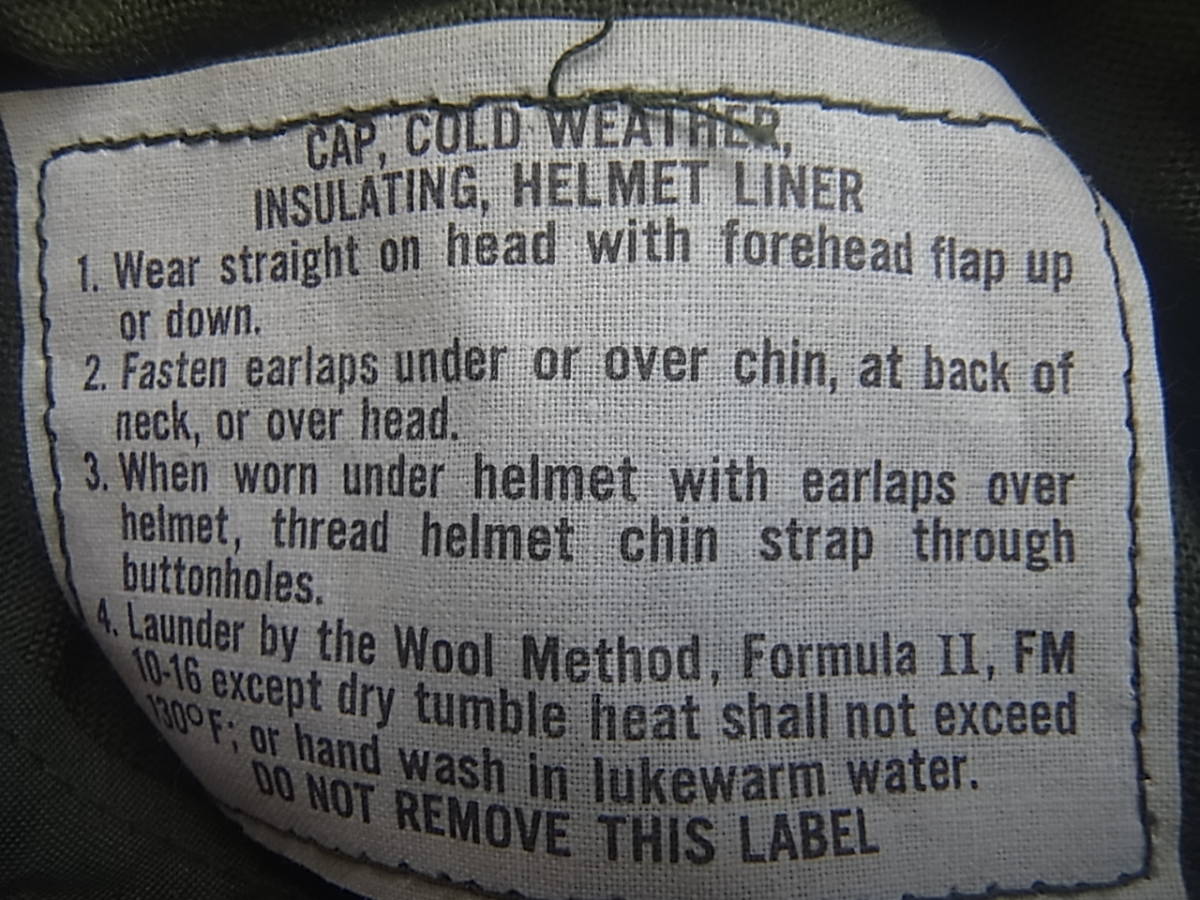 CAP, COLD WEATHER,
INSULATING, HELMET LINER
1. Wear straight on head with forehead flap up
or down.
2. Fasten earlaps under or over chin, at back of
neck, or over head.
3. When worn under helmet with earlaps over
helmet, thread helmet chin strap through
buttonholes.
4. Launder by the Wool Method, Formula II, FM
10-16 except dry tumble heat shall not exceed
130° F; or hand wash in lukewarm water.
DO NOT REMOVE THIS LABEL